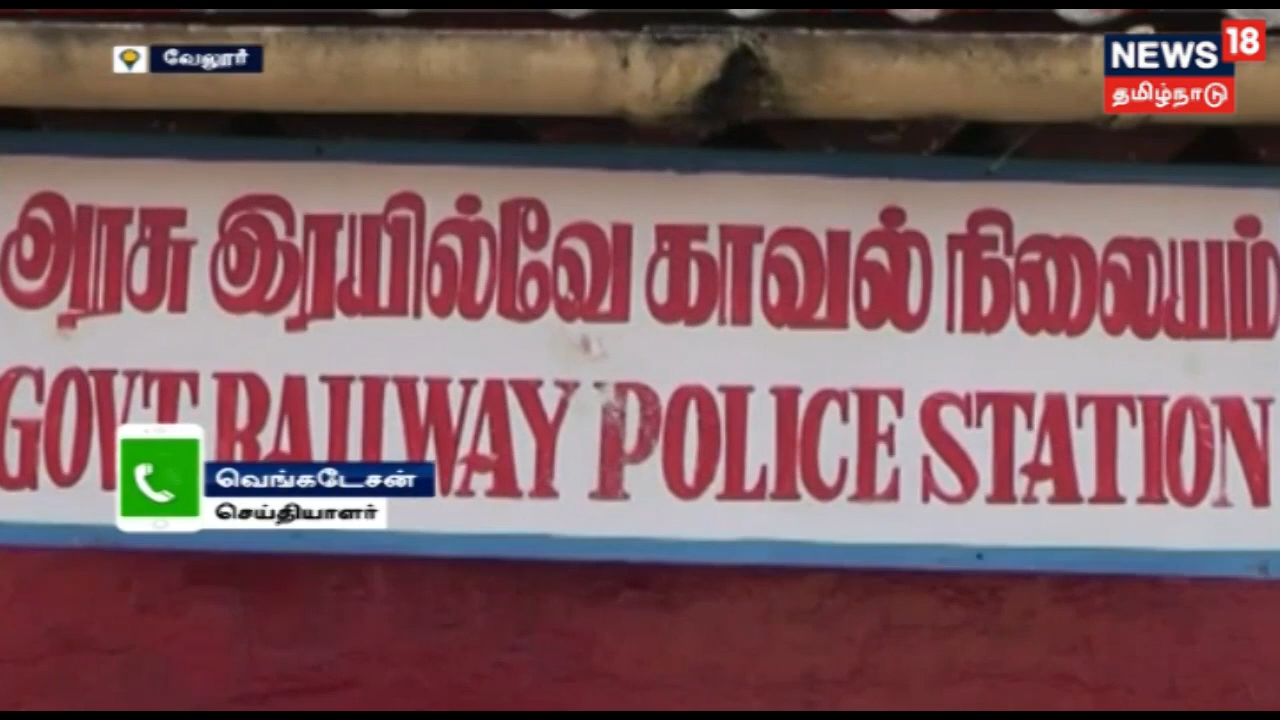 வேலூர்
NEWS 18
தமிழ்நாடு
அரசு இரயில்வே காவல் நிலையம்
GOVT RAILWAY POLICE STATION
வெங்கடேசன்
செய்தியாளர்